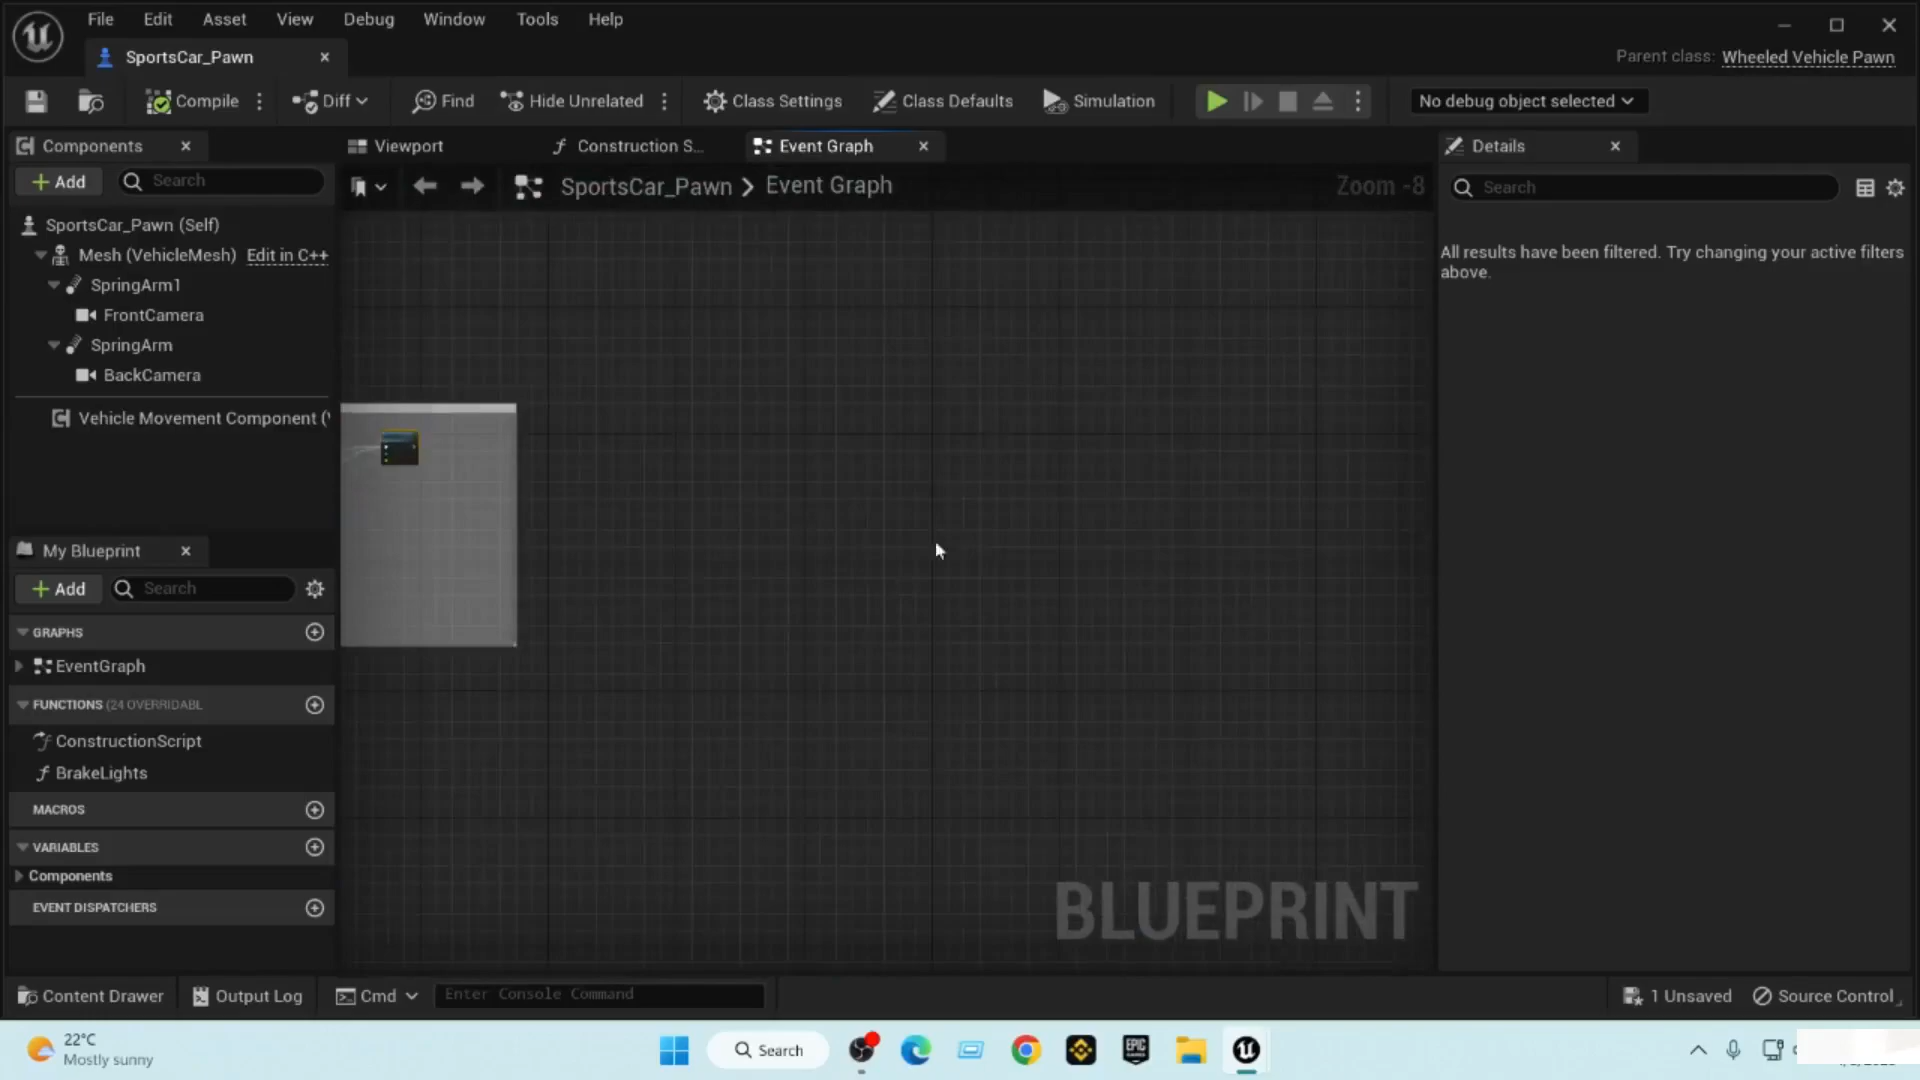 File Edit Asset View Debug Window Tools Help
SportsCar_Pawn
Parent class: Wheeled Vehicle Pawn
Compile Diff Find Hide Unrelated Class Settings Class Defaults Simulation No debug object selected
Components Viewport Construction S... Event Graph Details
Add Search SportsCar_Pawn > Event Graph Zoom -8 Search
SportsCar_Pawn (Self)
Mesh (VehicleMesh) Edit in C++
SpringArm1
FrontCamera
SpringArm
BackCamera
Vehicle Movement Component (
All results have been filtered. Try changing your active filters
above.
My Blueprint
Add Search
GRAPHS
EventGraph
FUNCTIONS (24 OVERRIDABL
ConstructionScript
BrakeLights
MACROS
VARIABLES
Components
EVENT DISPATCHERS
BLUEPRINT
Content Drawer Output Log Cmd Enter Console Command 1 Unsaved Source Control
22°C
Mostly sunny
Search
EPIC
GAMES